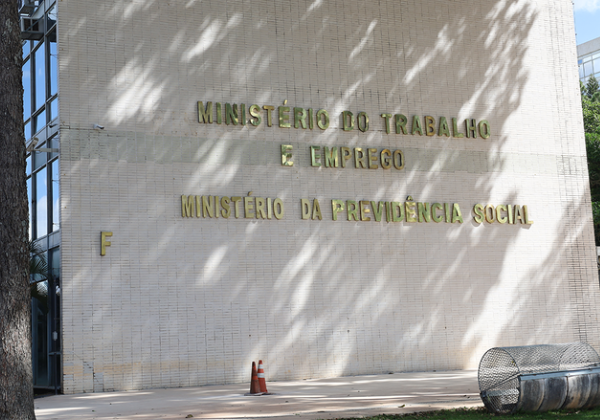 MINISTÉRIO DO TRABALHO
E EMPREGO
MINISTÉRIO DA PREVIDÊNCIA SOCIAL
F